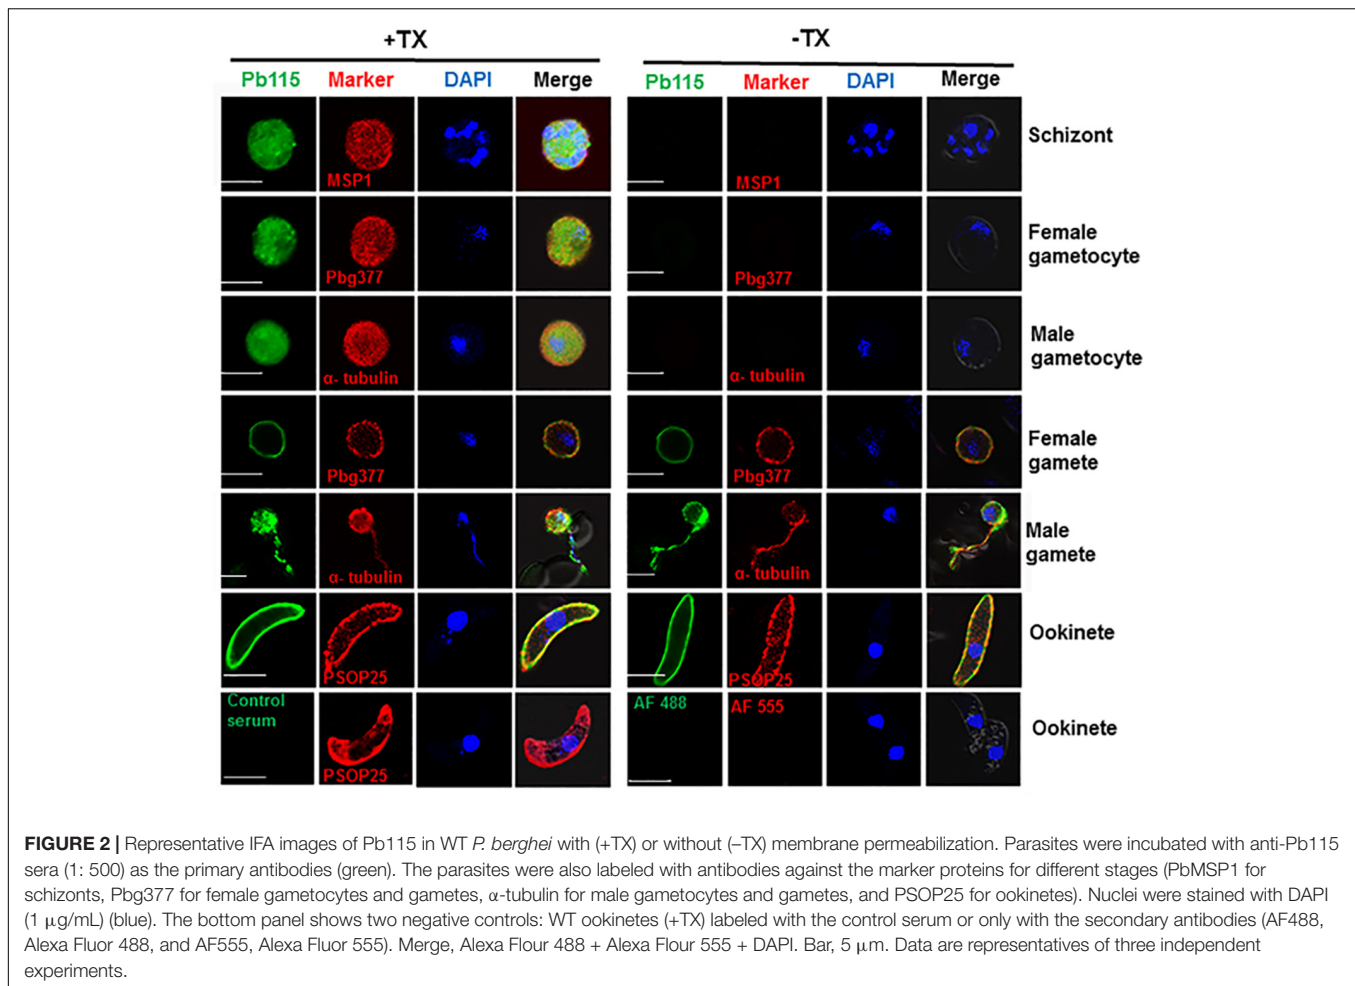 +TX
-TX
Pb115 Marker DAPI Merge Pb115 Marker DAPI Merge
Schizont
MSP1
MSP1
Female
gametocyte
Pbg377
Pbg377
Male
gametocyte
α- tubulin
α- tubulin
Female
gamete
Pbg377
Pbg377
Male
gamete
α- tubulin
α- tubulin
Ookinete
PSOP25
PSOP25
Control
serum
AF 488
AF 555
Ookinete
PSOP25
FIGURE 2 | Representative IFA images of Pb115 in WT P. berghei with (+TX) or without (–TX) membrane permeabilization. Parasites were incubated with anti-Pb115
sera (1: 500) as the primary antibodies (green). The parasites were also labeled with antibodies against the marker proteins for different stages (PbMSP1 for
schizonts, Pbg377 for female gametocytes and gametes, α-tubulin for male gametocytes and gametes, and PSOP25 for ookinetes). Nuclei were stained with DAPI
(1 μg/mL) (blue). The bottom panel shows two negative controls: WT ookinetes (+TX) labeled with the control serum or only with the secondary antibodies (AF488,
Alexa Fluor 488, and AF555, Alexa Fluor 555). Merge, Alexa Flour 488 + Alexa Flour 555 + DAPI. Bar, 5 μm. Data are representatives of three independent
experiments.